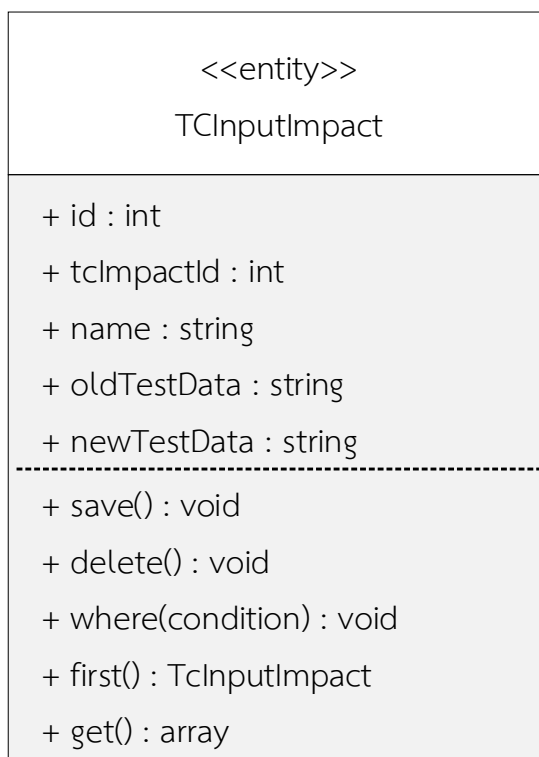 <<entity>>
TCInputImpact
+ id : int
+ tcImpactId : int
+ name : string
+ oldTestData : string
+ newTestData : string
+ save() : void
+ delete() : void
+ where(condition) : void
+ first() : TcInputImpact
+ get() : array